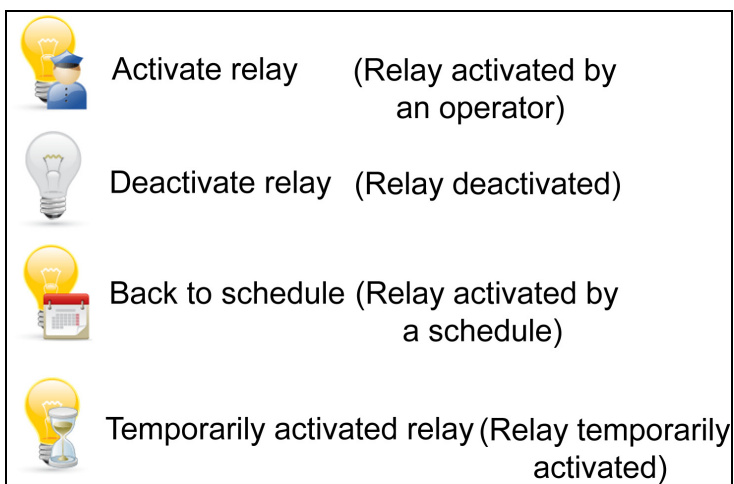 Activate relay (Relay activated by
an operator)
Deactivate relay (Relay deactivated)
Back to schedule (Relay activated by
a schedule)
Temporarily activated relay (Relay temporarily
activated)